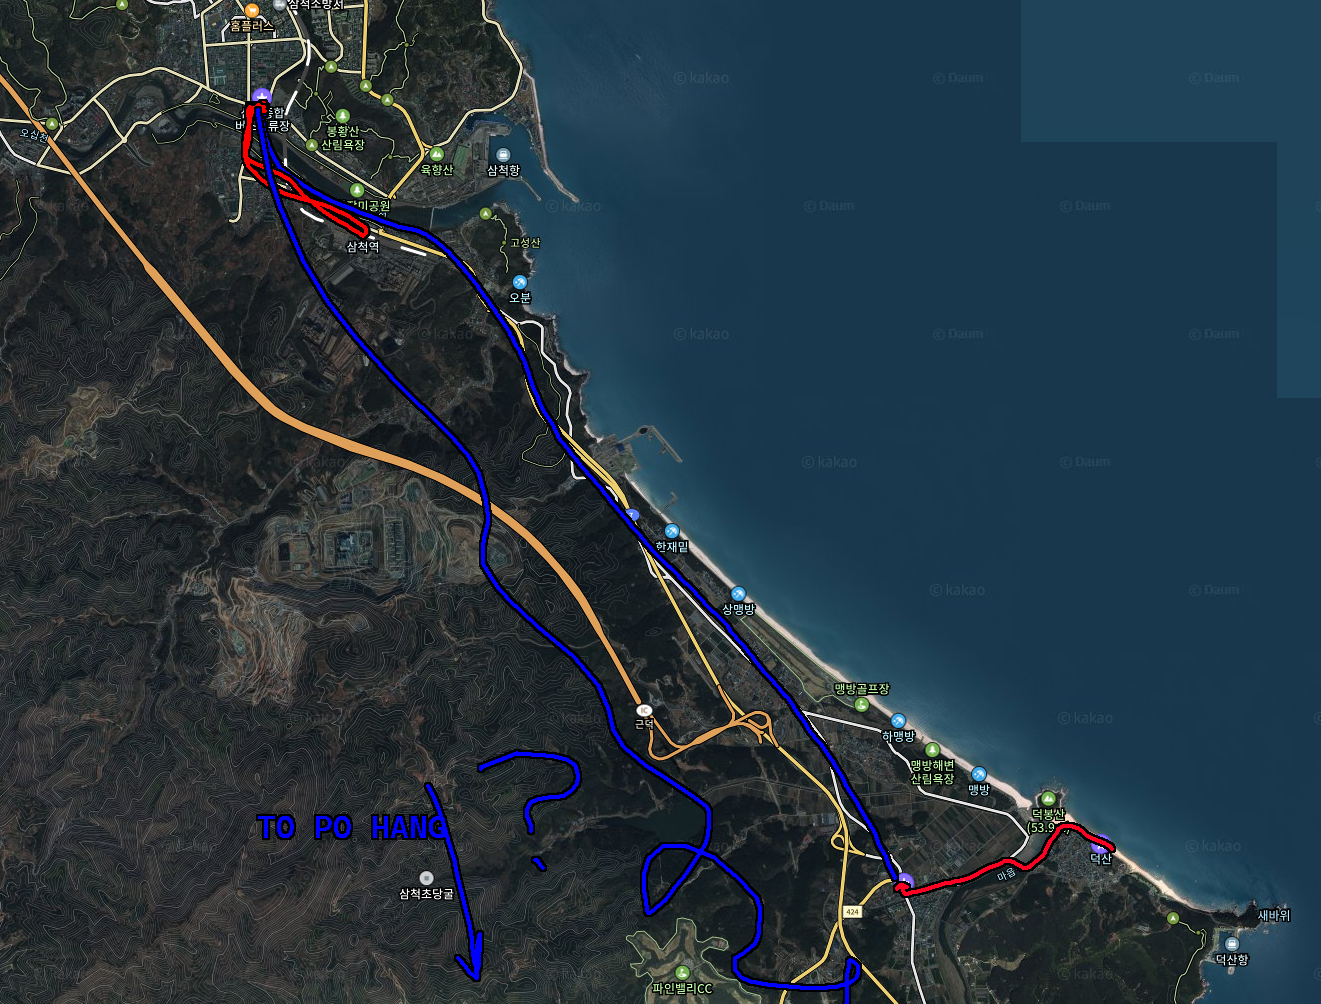 삼척소방서
홈플러스
© kakao
© Daum
© Daum
오십천
종합
버스 류장
봉황산
산림욕장
육향산
삼척항
장미공원
삼척역
© kakao
© Daum
© Daum
고성산
오분
© kakao
© Daum
© Daum
© kakao
© Daum
한재밑
© kakao
© Daum
상맹방
맹방골프장
IC
근덕
하맹방
© kakao
맹방해변
산림욕장
맹방
TO PO HANG
?
덕봉산
(53.9
덕산
© kakao
마읍
삼척초당굴
424
새바위
덕산항
파인밸리CC
© kakao